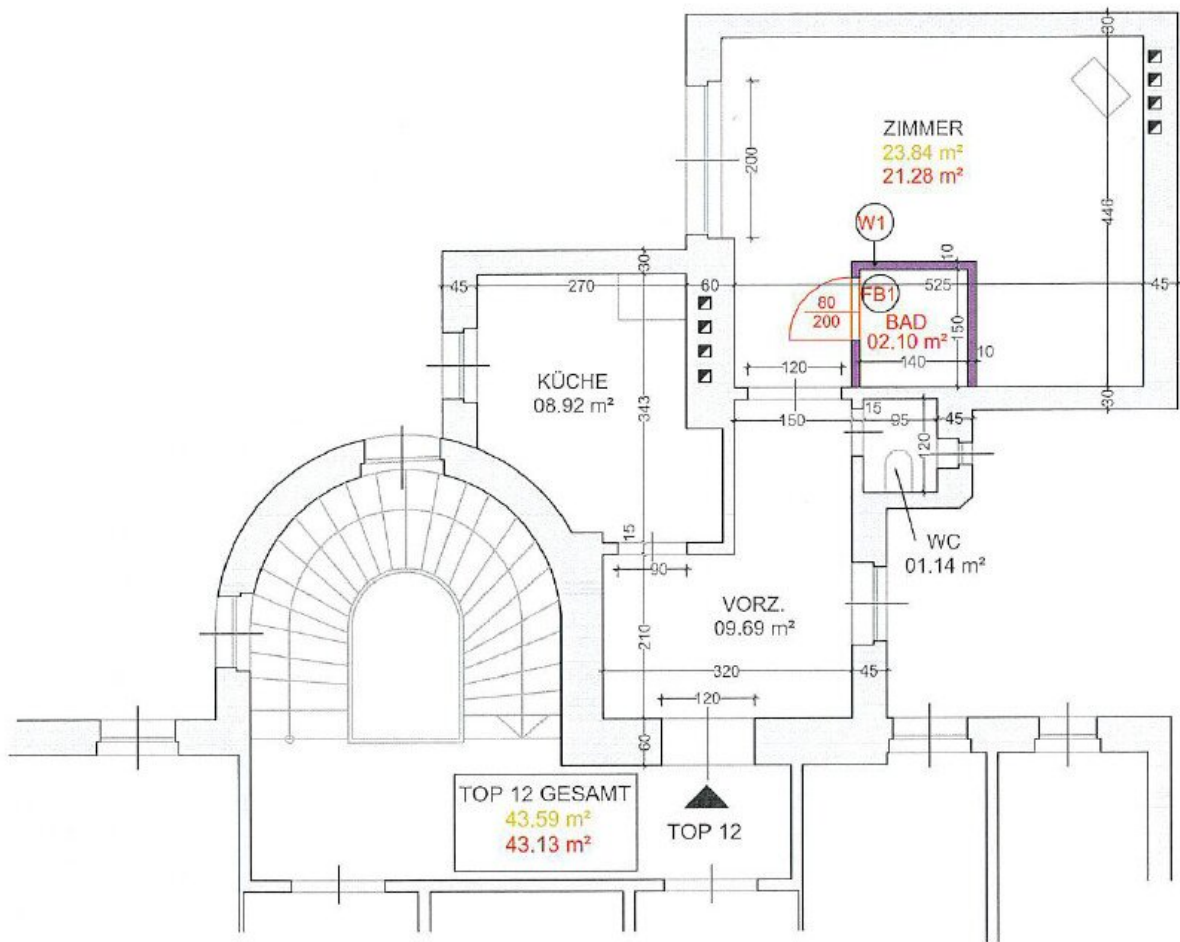 30
ZIMMER
23.84 m²
21.28 m²
200
446
W1
10
30
45
270
60
525
45
FB1
80
200
BAD
02.10 m²
150
140
10
120
KÜCHE
08.92 m²
343
150
15
95
45
30
120
15
90
WC
01.14 m²
VORZ.
09.69 m²
210
320
45
120
60
TOP 12 GESAMT
43.59 m²
43.13 m²
TOP 12